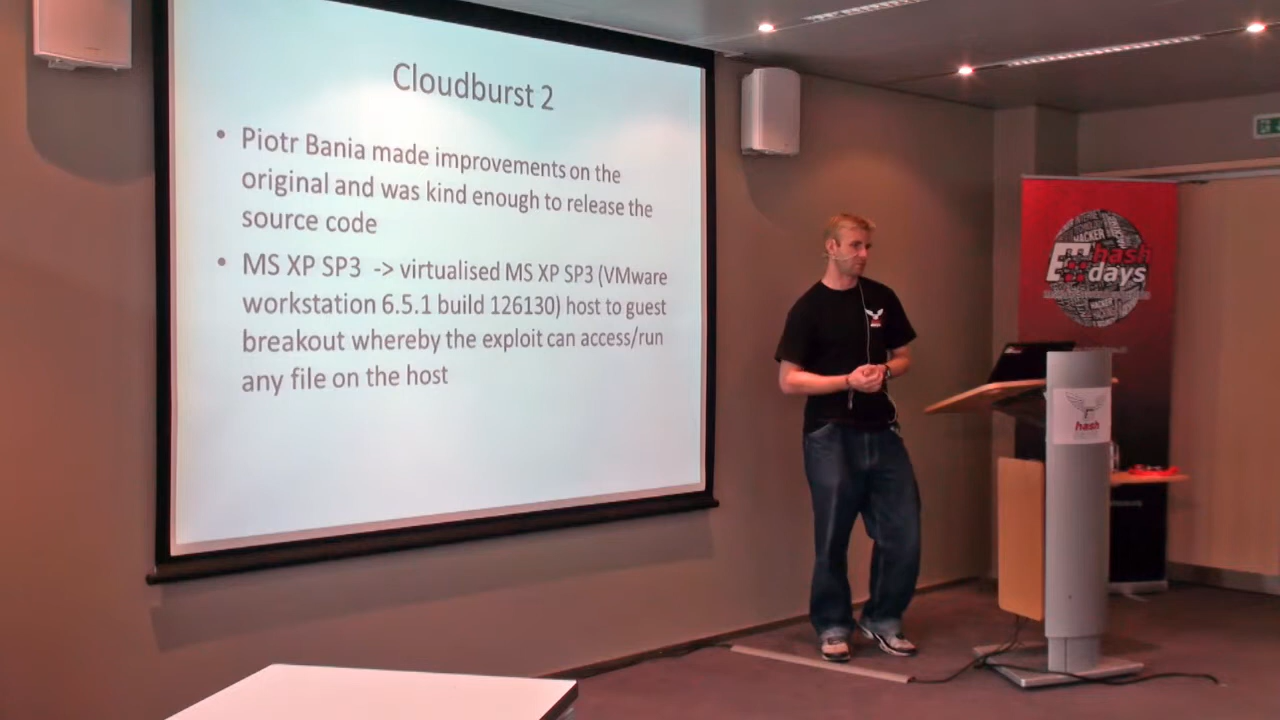 Cloudburst 2
• Piotr Bania made improvements on the
original and was kind enough to release the
source code
• MS XP SP3 -> virtualised MS XP SP3 (VMware
workstation 6.5.1 build 126130) host to guest
breakout whereby the exploit can access/run
any file on the host
HACKER
hash
days
hash